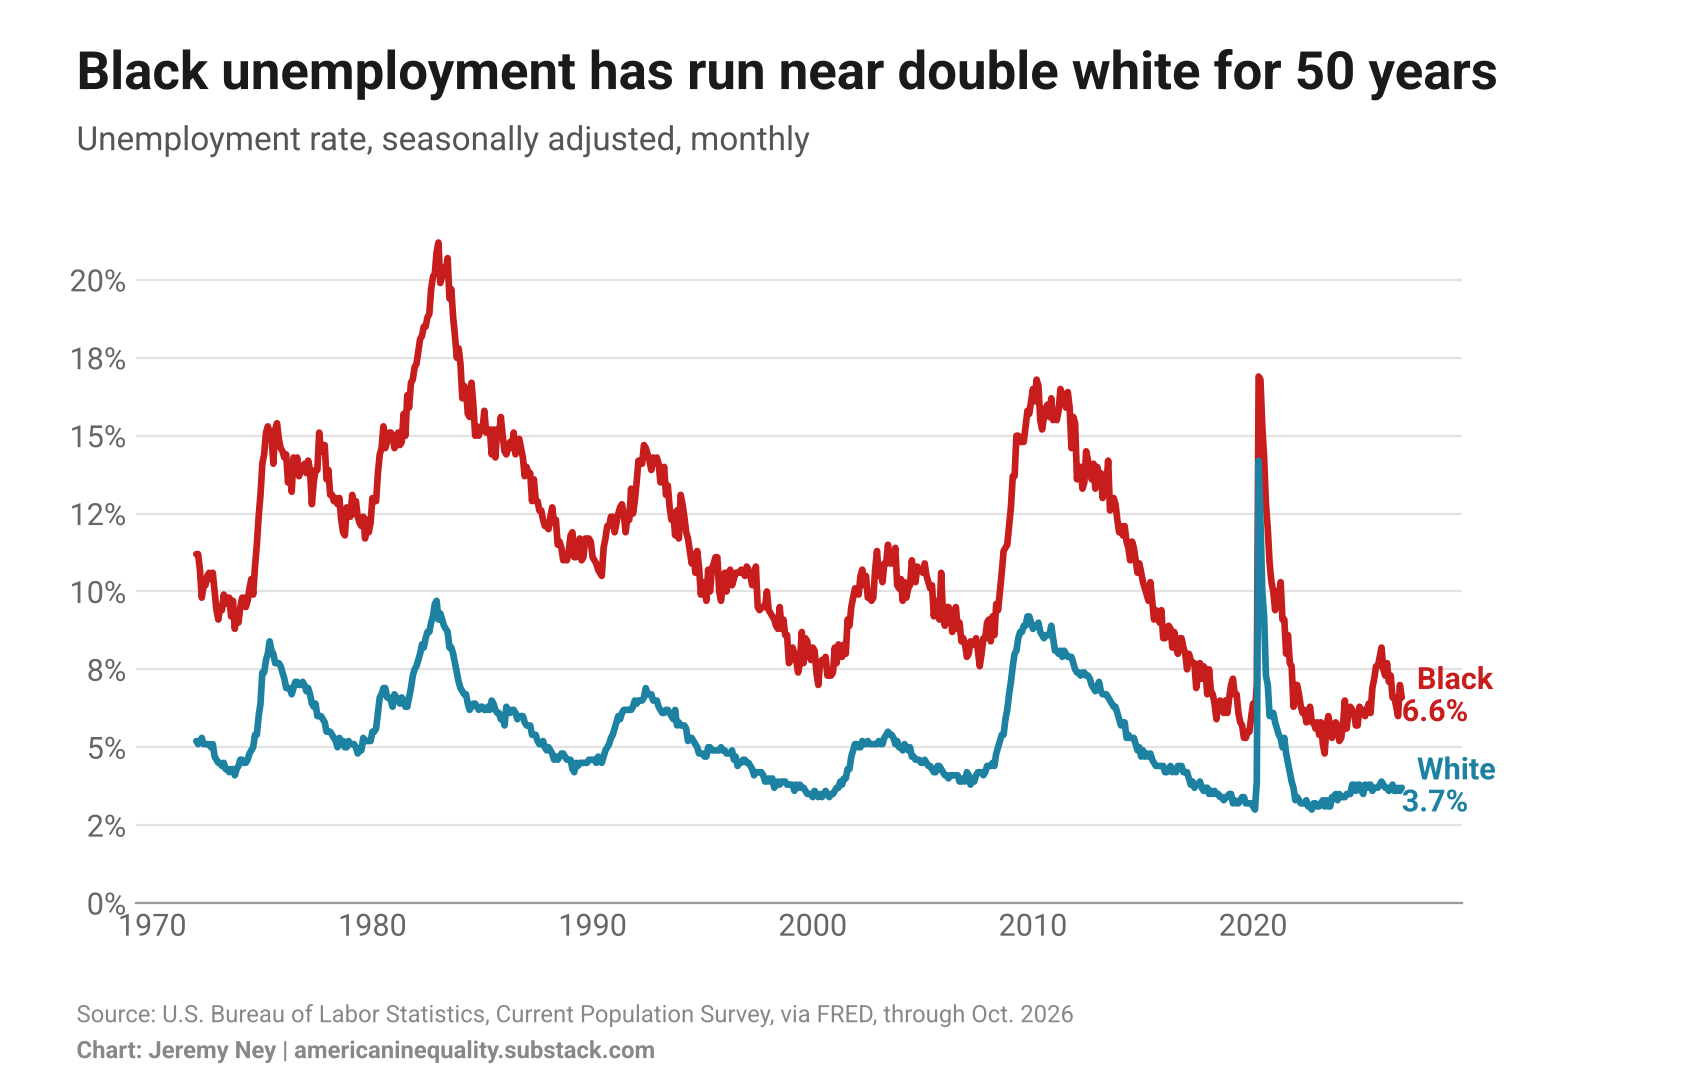 Black unemployment has run near double white for 50 years
Unemployment rate, seasonally adjusted, monthly
20%
18%
15%
12%
10%
8%
5%
2%
0%
Black
6.6%
White
3.7%
1970 1980 1990 2000 2010 2020
Source: U.S. Bureau of Labor Statistics, Current Population Survey, via FRED, through Oct. 2026
Chart: Jeremy Ney | americaninequality.substack.com